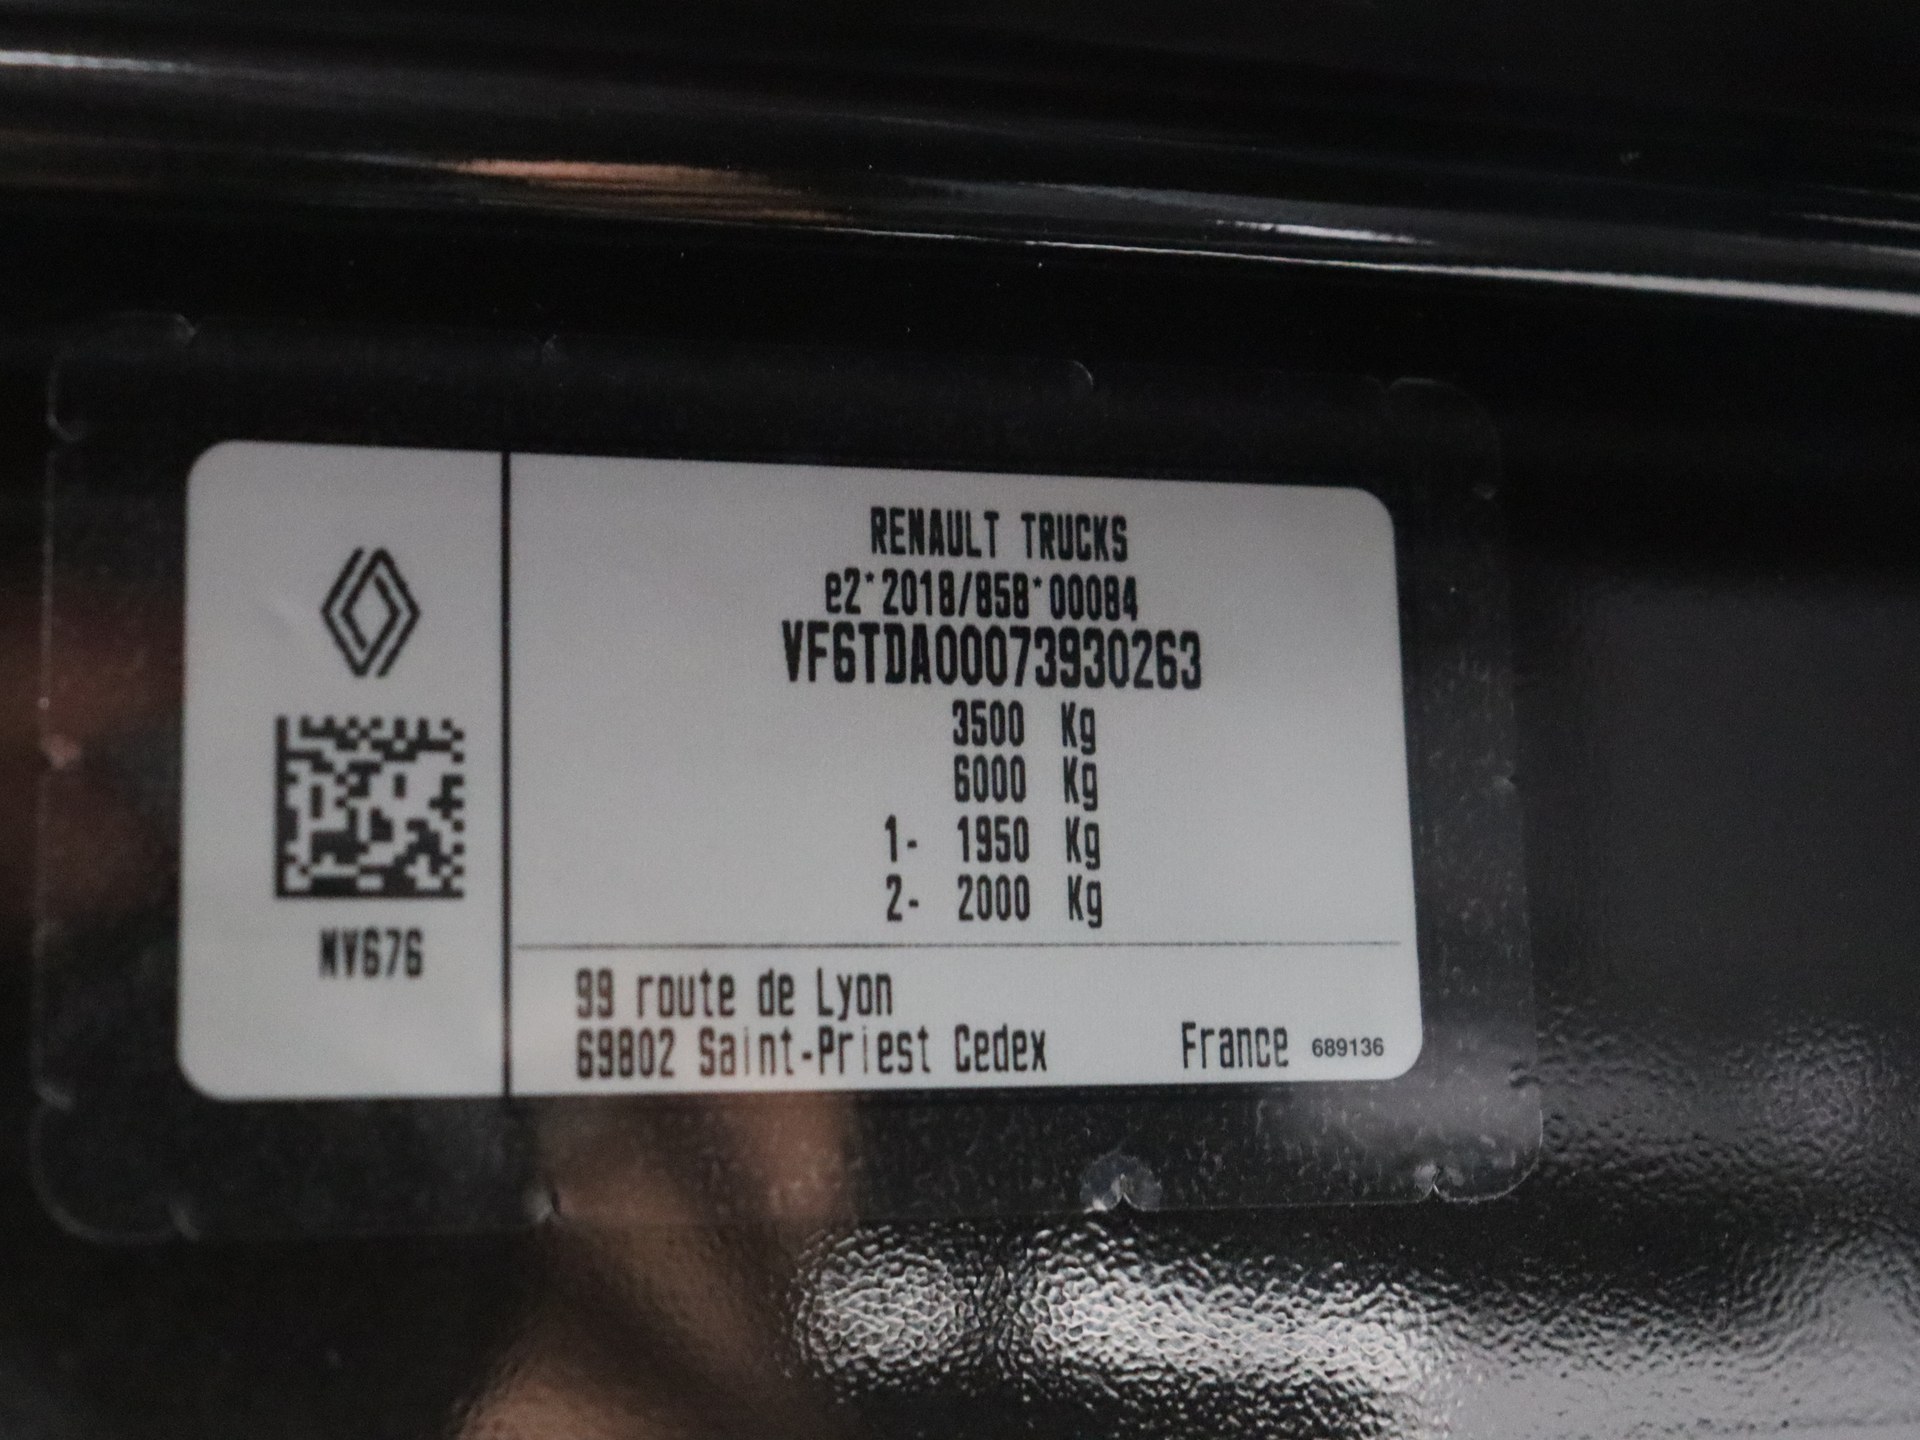 RENAULT TRUCKS
e2*2018/858*00084
VF6TDA00073930263
3500 Kg
6000 Kg
1- 1950 Kg
2- 2000 Kg
NV676
99 route de Lyon
69802 Saint-Priest Cedex France 689136